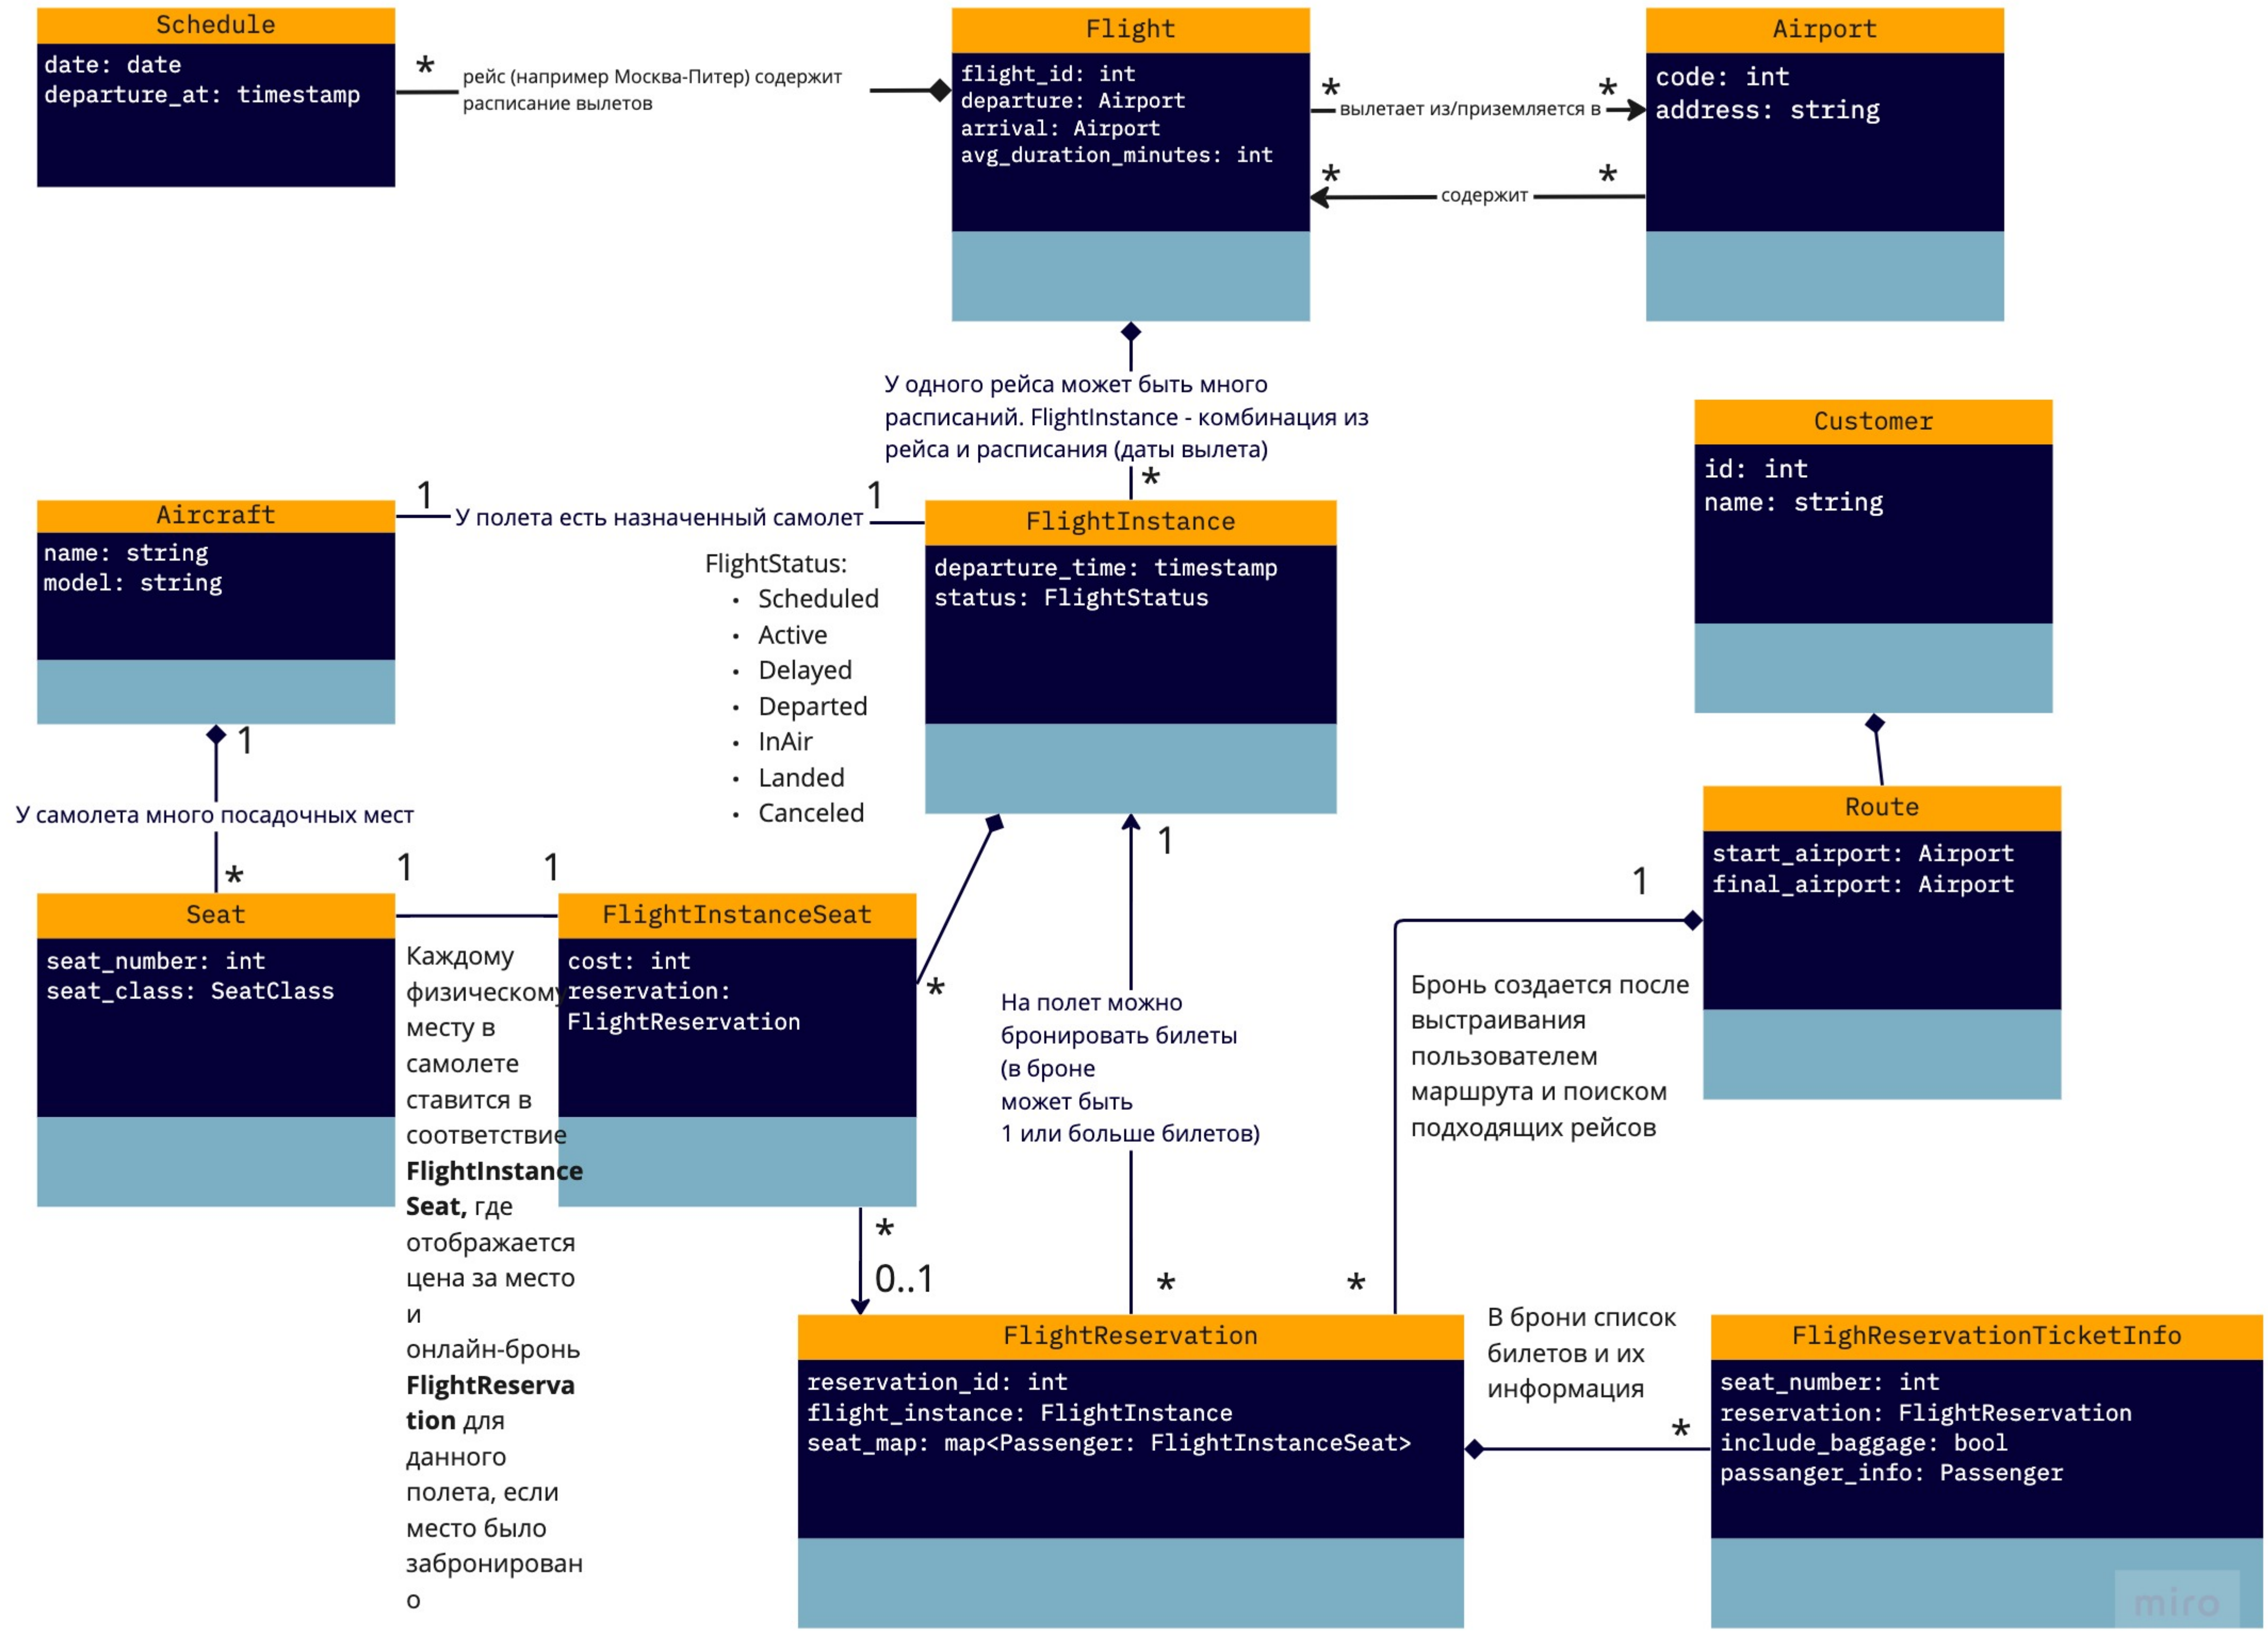 Schedule
date: date
departure_at: timestamp
*
рейс (например Москва-Питер) содержит
расписание вылетов
Flight
flight_id: int
departure: Airport
arrival: Airport
avg_duration_minutes: int
*
вылетает из/приземляется в
*
*
содержит
*
Airport
code: int
address: string
У одного рейса может быть много
расписаний. FlightInstance - комбинация из
рейса и расписания (даты вылета)
*
Customer
id: int
name: string
Aircraft
name: string
model: string
1
У полета есть назначенный самолет
1
FlightInstance
departure_time: timestamp
status: FlightStatus
FlightStatus:
• Scheduled
• Active
• Delayed
• Departed
• InAir
• Landed
• Canceled
1
У самолета много посадочных мест
*
Route
start_airport: Airport
final_airport: Airport
Seat
seat_number: int
seat_class: SeatClass
1
1
FlightInstanceSeat
cost: int
reservation:
FlightReservation
*
Каждому
физическому
месту в
самолете
ставится в
соответствие
FlightInstance
Seat, где
отображается
цена за место
и
онлайн-бронь
FlightReserva
tion для
данного
полета, если
место было
забронирован
о
1
На полет можно
бронировать билеты
(в броне
может быть
1 или больше билетов)
*
1
Бронь создается после
выстраивания
пользователем
маршрута и поиском
подходящих рейсов
*
*
0..1
FlightReservation
reservation_id: int
flight_instance: FlightInstance
seat_map: map<Passenger: FlightInstanceSeat>
В брони список
билетов и их
информация
*
FlighReservationTicketInfo
seat_number: int
reservation: FlightReservation
include_baggage: bool
passanger_info: Passenger
miro